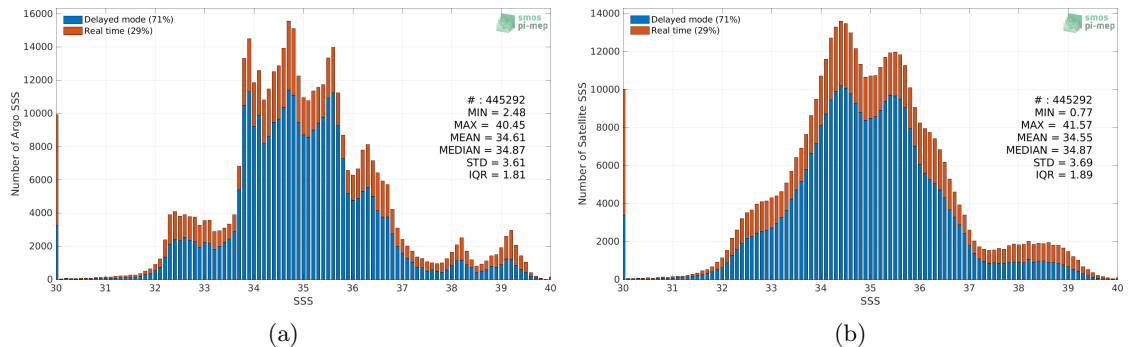 Delayed mode (71%)
Real time (29%)
smos
pi-mep
16000
14000
12000
10000
8000
6000
4000
2000
0
Number of Argo SSS
# : 445292
MIN = 2.48
MAX = 40.45
MEAN = 34.61
MEDIAN = 34.87
STD = 3.61
IQR = 1.81
30 31 32 33 34 35 36 37 38 39 40
SSS
(a)
Delayed mode (71%)
Real time (29%)
smos
pi-mep
14000
12000
10000
8000
6000
4000
2000
0
Number of Satellite SSS
# : 445292
MIN = 0.77
MAX = 41.57
MEAN = 34.55
MEDIAN = 34.87
STD = 3.69
IQR = 1.89
30 31 32 33 34 35 36 37 38 39 40
SSS
(b)